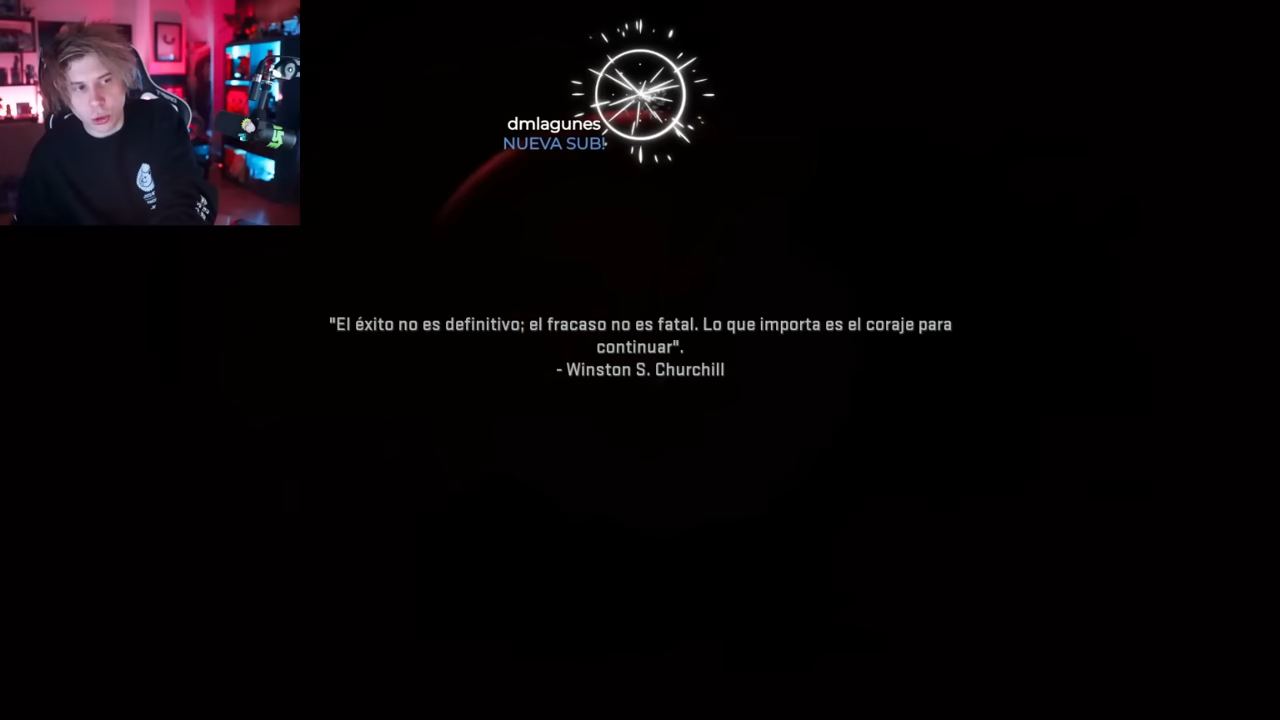 dmlagunes
NUEVA SUB!
"El éxito no es definitivo; el fracaso no es fatal. Lo que importa es el coraje para
continuar".
- Winston S. Churchill